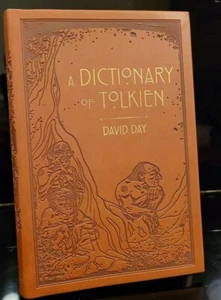 A DICTIONARY
OF TOLKIEN
DAVID DAY